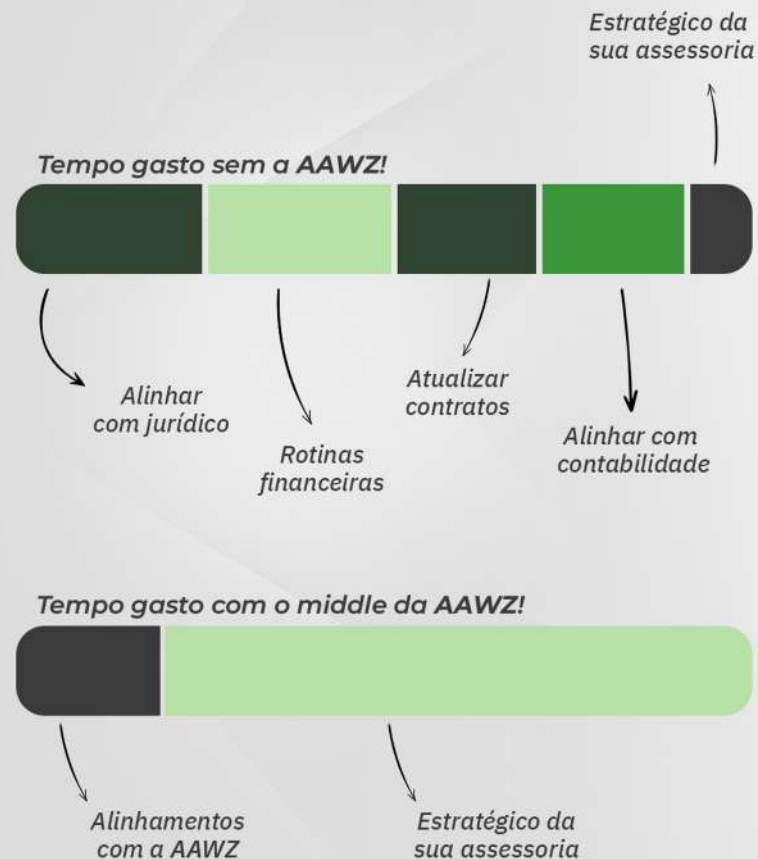 Estratégico da
sua assessoria
Tempo gasto sem a AAWZ!
Alinhar
com jurídico
Rotinas
financeiras
Atualizar
contratos
Alinhar com
contabilidade
Tempo gasto com o middle da AAWZ!
Alinhamentos
com a AAWZ
Estratégico da
sua assessoria